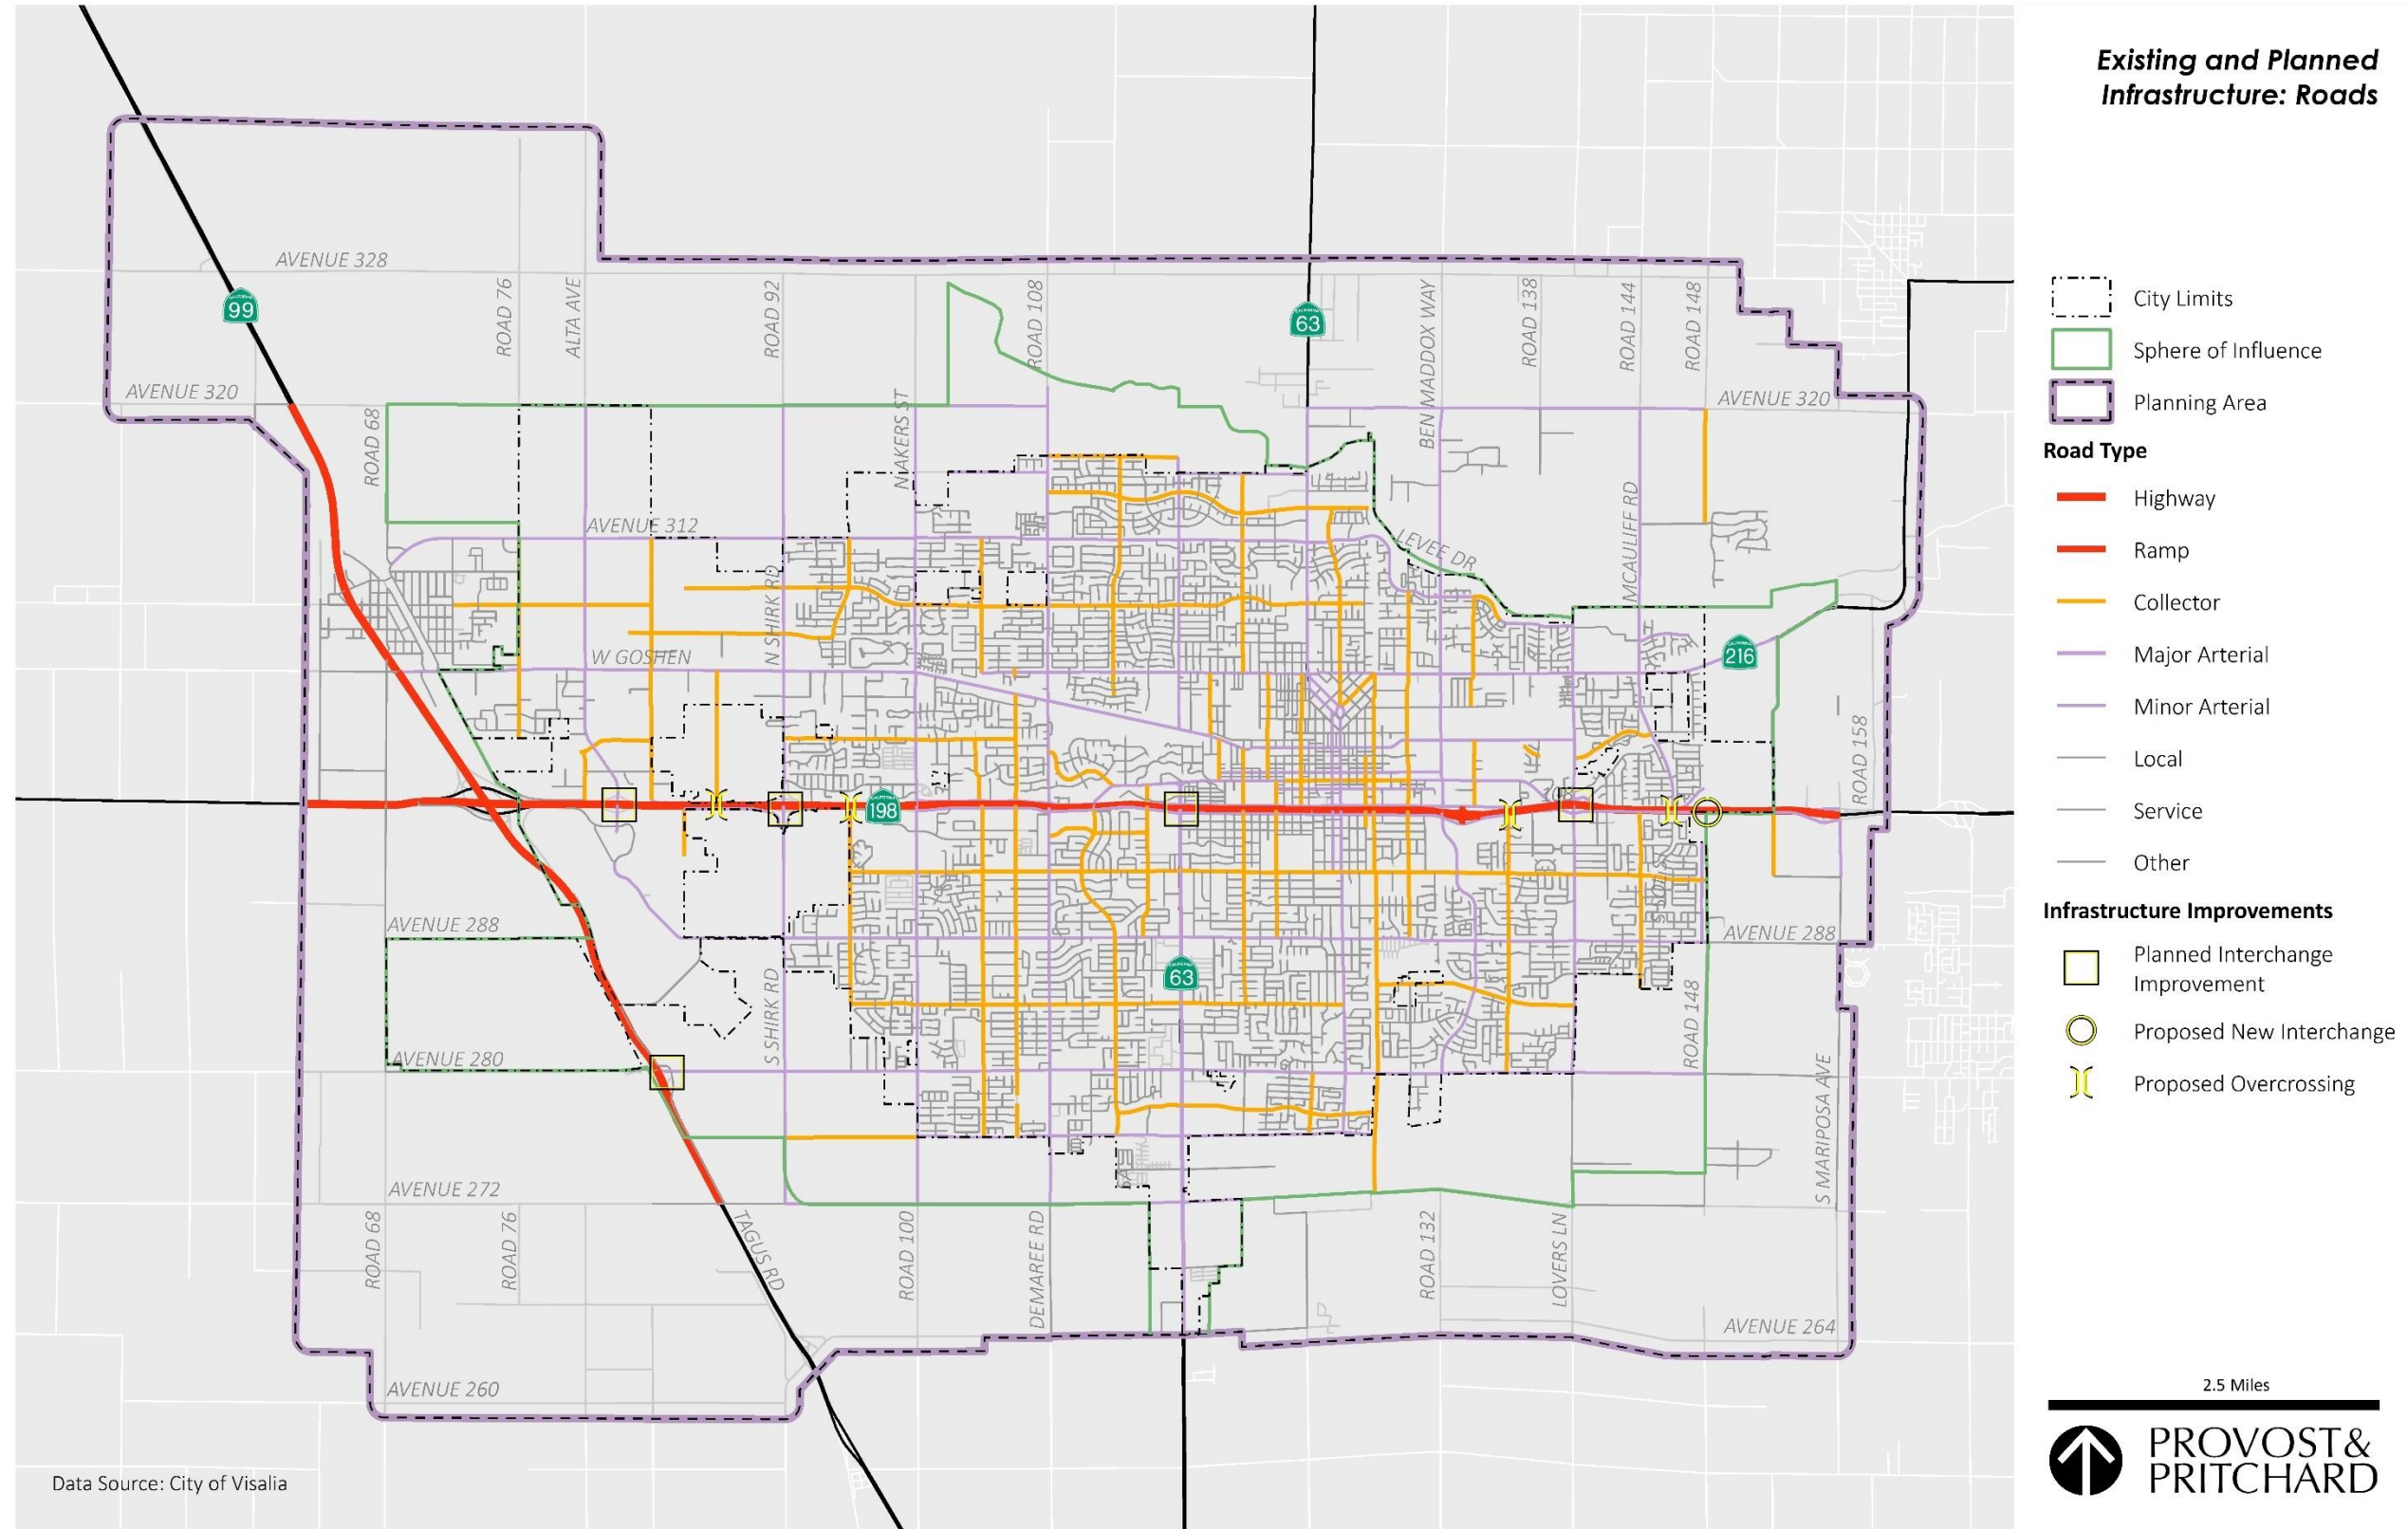 Existing and Planned
Infrastructure: Roads
AVENUE 328
99
ROAD 76
ALTA AVE
ROAD 92
ROAD 108
63
BEN MADDOX WAY
ROAD 138
ROAD 144
ROAD 148
AVENUE 320
AVENUE 320
ROAD 68
N AKERS ST
AVENUE 312
LEVEE DR
MCAULIFF RD
N SHIRK RD
W GOSHEN
216
ROAD 158
198
AVENUE 288
AVENUE 288
63
S SHIRK RD
ROAD 148
AVENUE 280
S MARIPOSA AVE
AVENUE 272
ROAD 68
ROAD 76
TAGUS RD
ROAD 100
DEMAREE RD
ROAD 132
LOVERS LN
AVENUE 264
AVENUE 260
Data Source: City of Visalia
City Limits
Sphere of Influence
Planning Area
Road Type
Highway
Ramp
Collector
Major Arterial
Minor Arterial
Local
Service
Other
Infrastructure Improvements
Planned Interchange
Improvement
Proposed New Interchange
Proposed Overcrossing
2.5 Miles
PROVOST&
PRITCHARD